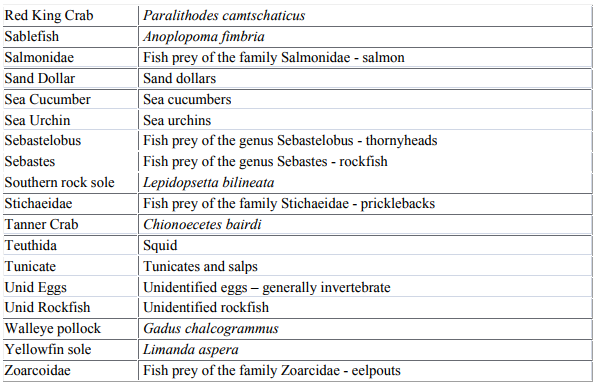 Red King Crab Paralithodes camtschaticus
Sablefish Anoplopoma fimbria
Salmonidae Fish prey of the family Salmonidae - salmon
Sand Dollar Sand dollars
Sea Cucumber Sea cucumbers
Sea Urchin Sea urchins
Sebastelobus Fish prey of the genus Sebastelobus - thornyheads
Sebastes Fish prey of the genus Sebastes - rockfish
Southern rock sole Lepidopsetta bilineata
Stichaeidae Fish prey of the family Stichaeidae - pricklebacks
Tanner Crab Chionoecetes bairdi
Teuthida Squid
Tunicate Tunicates and salps
Unid Eggs Unidentified eggs – generally invertebrate
Unid Rockfish Unidentified rockfish
Walleye pollock Gadus chalcogrammus
Yellowfin sole Limanda aspera
Zoarcoidae Fish prey of the family Zoarcidae - eelpouts